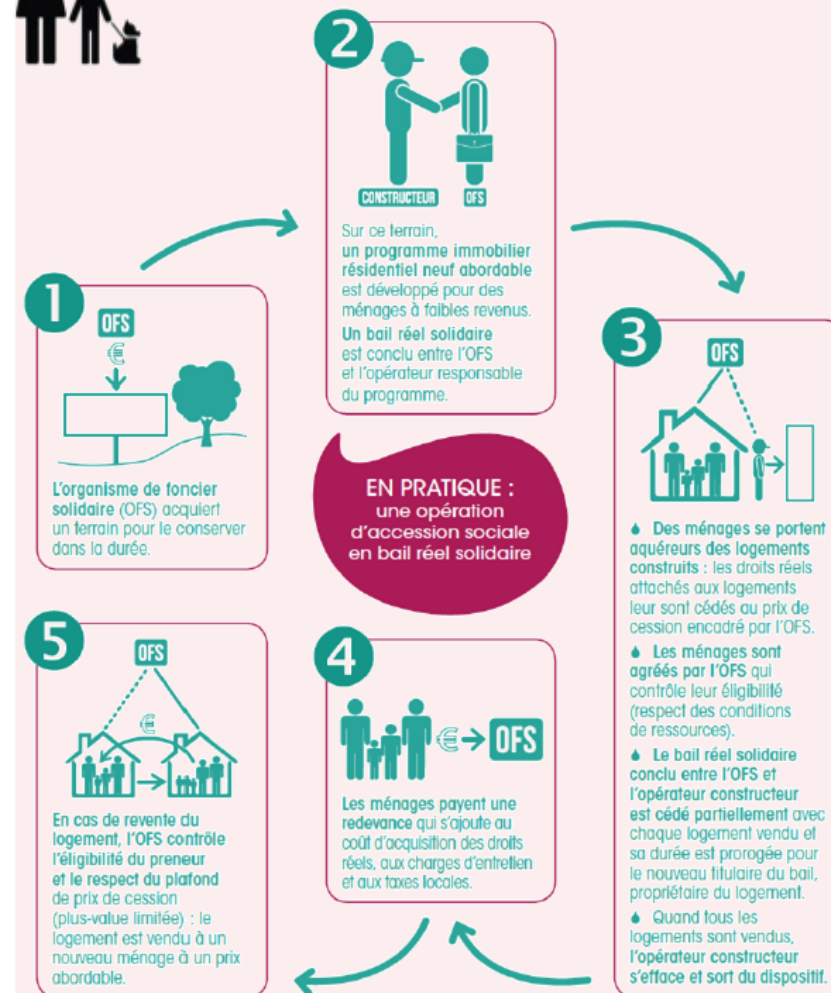 1
OFS
€
L'organisme de foncier
solidaire (OFS) acquiert
un terrain pour le conserver
dans la durée.
2
CONSTRUCTEUR OFS
Sur ce terrain,
un programme immobilier
résidentiel neuf abordable
est développé pour des
ménages à faibles revenus.
Un bail réel solidaire
est conclu entre l'OFS
et l'opérateur responsable
du programme.
EN PRATIQUE :
une opération
d'accession sociale
en bail réel solidaire
3
OFS
Des ménages se portent
aquéreurs des logements
construits : les droits réels
attachés aux logements
leur sont cédés au prix de
cession encadré par l'OFS.
Les ménages sont
agréés par l'OFS qui
contrôle leur éligibilité
(respect des conditions
de ressources).
Le bail réel solidaire
conclu entre l'OFS et
l'opérateur constructeur
est cédé partiellement avec
chaque logement vendu et
sa durée est prorogée pour
le nouveau titulaire du bail,
propriétaire du logement.
Quand tous les
logements sont vendus,
l'opérateur constructeur
s'efface et sort du dispositif.
4
€ OFS
Les ménages payent une
redevance qui s'ajoute au
coût d'acquisition des droits
réels, aux charges d'entretien
et aux taxes locales.
5
OFS
€
En cas de revente du
logement, l'OFS contrôle
l'éligibilité du preneur
et le respect du plafond
de prix de cession
(plus-value limitée) : le
logement est vendu à un
nouveau ménage à un prix
abordable.